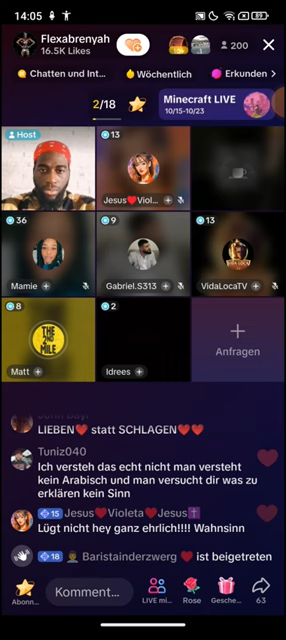 14:05
89
Flexabrenyah
16.5K Likes
200
Chatten und Int...
Wöchentlich
Erkunden
2/18
Minecraft LIVE
10/15-10/23
Host
13
Jesus❤️Viol...
36
Mamie
9
Gabriel.S313
13
VidaLocaTV
8
THE 2ND MILE
Matt
2
Idrees
Anfragen
LIEBEN❤️ statt SCHLAGEN❤️❤️
Tuniz040
Ich versteh das echt nicht man versteht
kein Arabisch und man versucht dir was zu
erklären kein Sinn
15 Jesus❤️Violeta❤️Jesus✝️
Lügt nicht hey ganz ehrlich!!!! Wahnsinn
18 Baristainderzwerg ❤️ ist beigetreten
Abonn...
Komment...
LIVE mi...
Rose
Gesche...
63